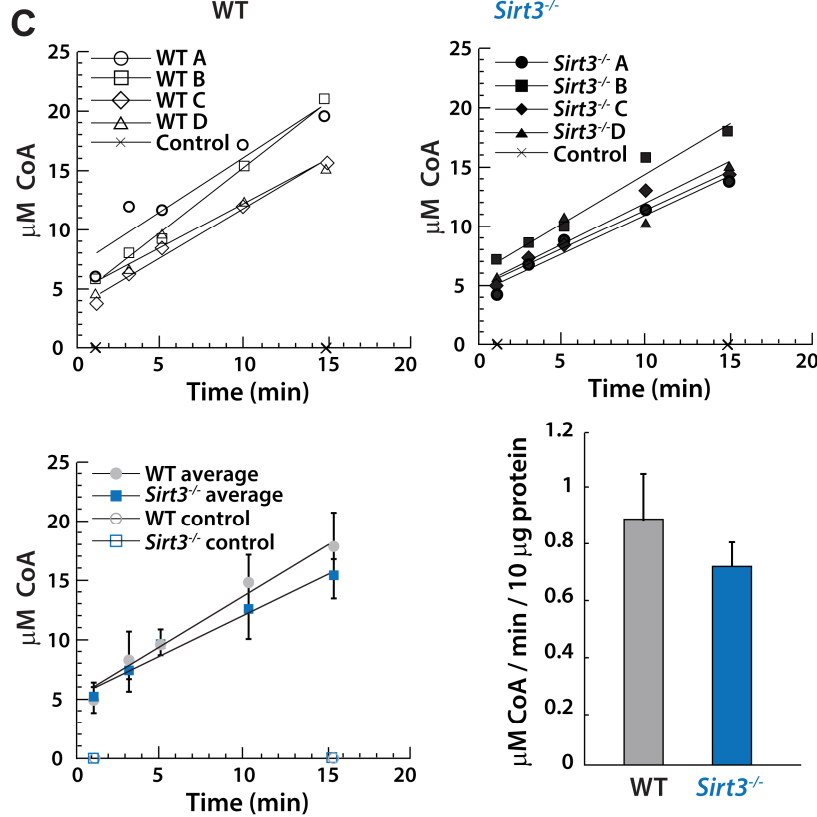 C
WT
Sirt3-/-
25
20
15
10
5
0
μM CoA
WT A
WT B
WT C
WT D
Control
0
5
10
15
20
Time (min)
25
20
15
10
5
0
μM CoA
Sirt3-/- A
Sirt3-/- B
Sirt3-/- C
Sirt3-/- D
Control
0
5
10
15
20
Time (min)
25
20
15
10
5
0
μM CoA
WT average
Sirt3-/- average
WT control
Sirt3-/- control
0
5
10
15
20
Time (min)
1.2
1
0.8
0.6
0.4
0.2
0
μM CoA / min / 10 μg protein
WT
Sirt3-/-